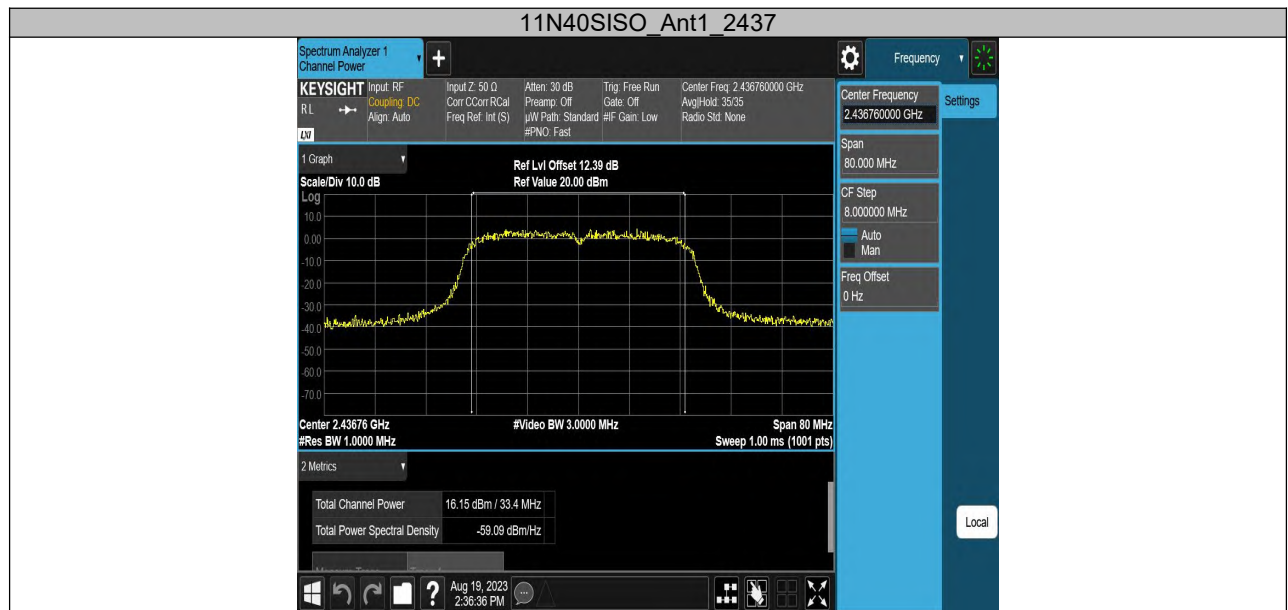 11N40SISO_Ant1_2437
Spectrum Analyzer 1
Channel Power
+
Frequency
KEYSIGHT
RL
LXI
Input: RF
Coupling: DC
Align: Auto
Input Z: 50 Ω
Corr CCorr RCal
Freq Ref: Int (S)
Atten: 30 dB
Preamp: Off
µW Path: Standard
#PNO: Fast
Trig: Free Run
Gate: Off
#IF Gain: Low
Center Freq: 2.436760000 GHz
Avg|Hold: 35/35
Radio Std: None
Center Frequency
2.436760000 GHz
Settings
Span
80.000 MHz
CF Step
8.000000 MHz
Auto
Man
Freq Offset
0 Hz
Local
1 Graph
Scale/Div 10.0 dB
Ref Lvl Offset 12.39 dB
Ref Value 20.00 dBm
Log
10.0
0.00
-10.0
-20.0
-30.0
-40.0
-50.0
-60.0
-70.0
Center 2.43676 GHz
#Res BW 1.0000 MHz
#Video BW 3.0000 MHz
Span 80 MHz
Sweep 1.00 ms (1001 pts)
2 Metrics
Total Channel Power 16.15 dBm / 33.4 MHz
Total Power Spectral Density -59.09 dBm/Hz
?
Aug 19, 2023
2:36:36 PM